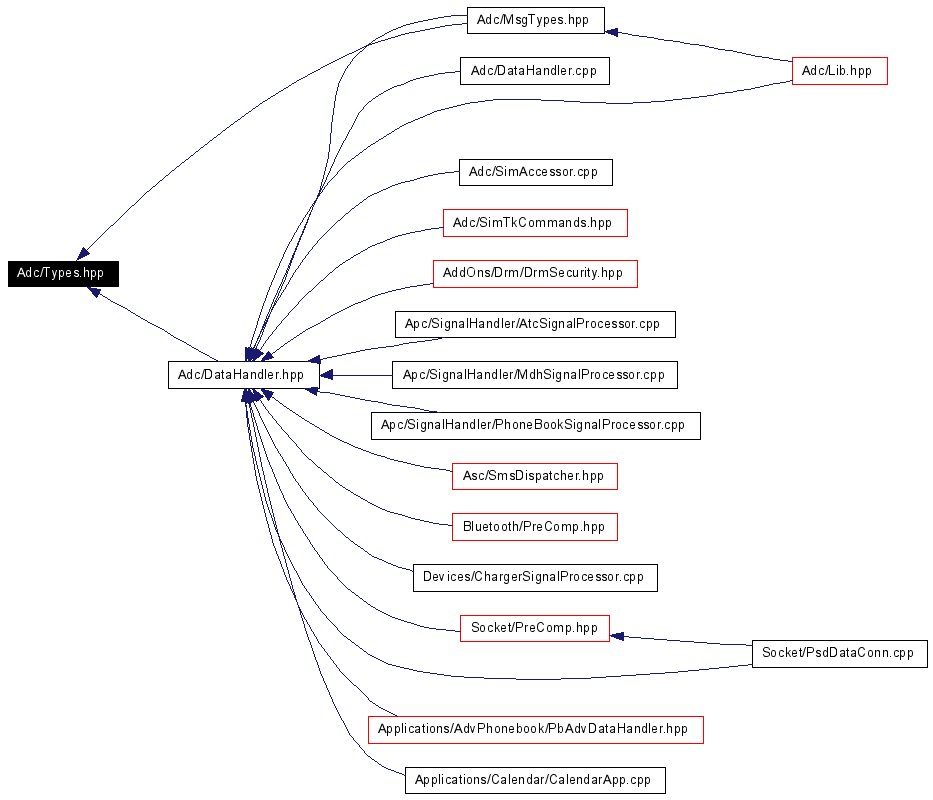 Adc/MsgTypes.hpp
Adc/DataHandler.cpp
Adc/Lib.hpp
Adc/SimAccessor.cpp
Adc/SimTkCommands.hpp
Adc/Types.hpp
AddOns/Drm/DrmSecurity.hpp
Apc/SignalHandler/AtcSignalProcessor.cpp
Adc/DataHandler.hpp
Apc/SignalHandler/MdhSignalProcessor.cpp
Apc/SignalHandler/PhoneBookSignalProcessor.cpp
Asc/SmsDispatcher.hpp
Bluetooth/PreComp.hpp
Devices/ChargerSignalProcessor.cpp
Socket/PreComp.hpp
Socket/PsdDataConn.cpp
Applications/AdvPhonebook/PbAdvDataHandler.hpp
Applications/Calendar/CalendarApp.cpp